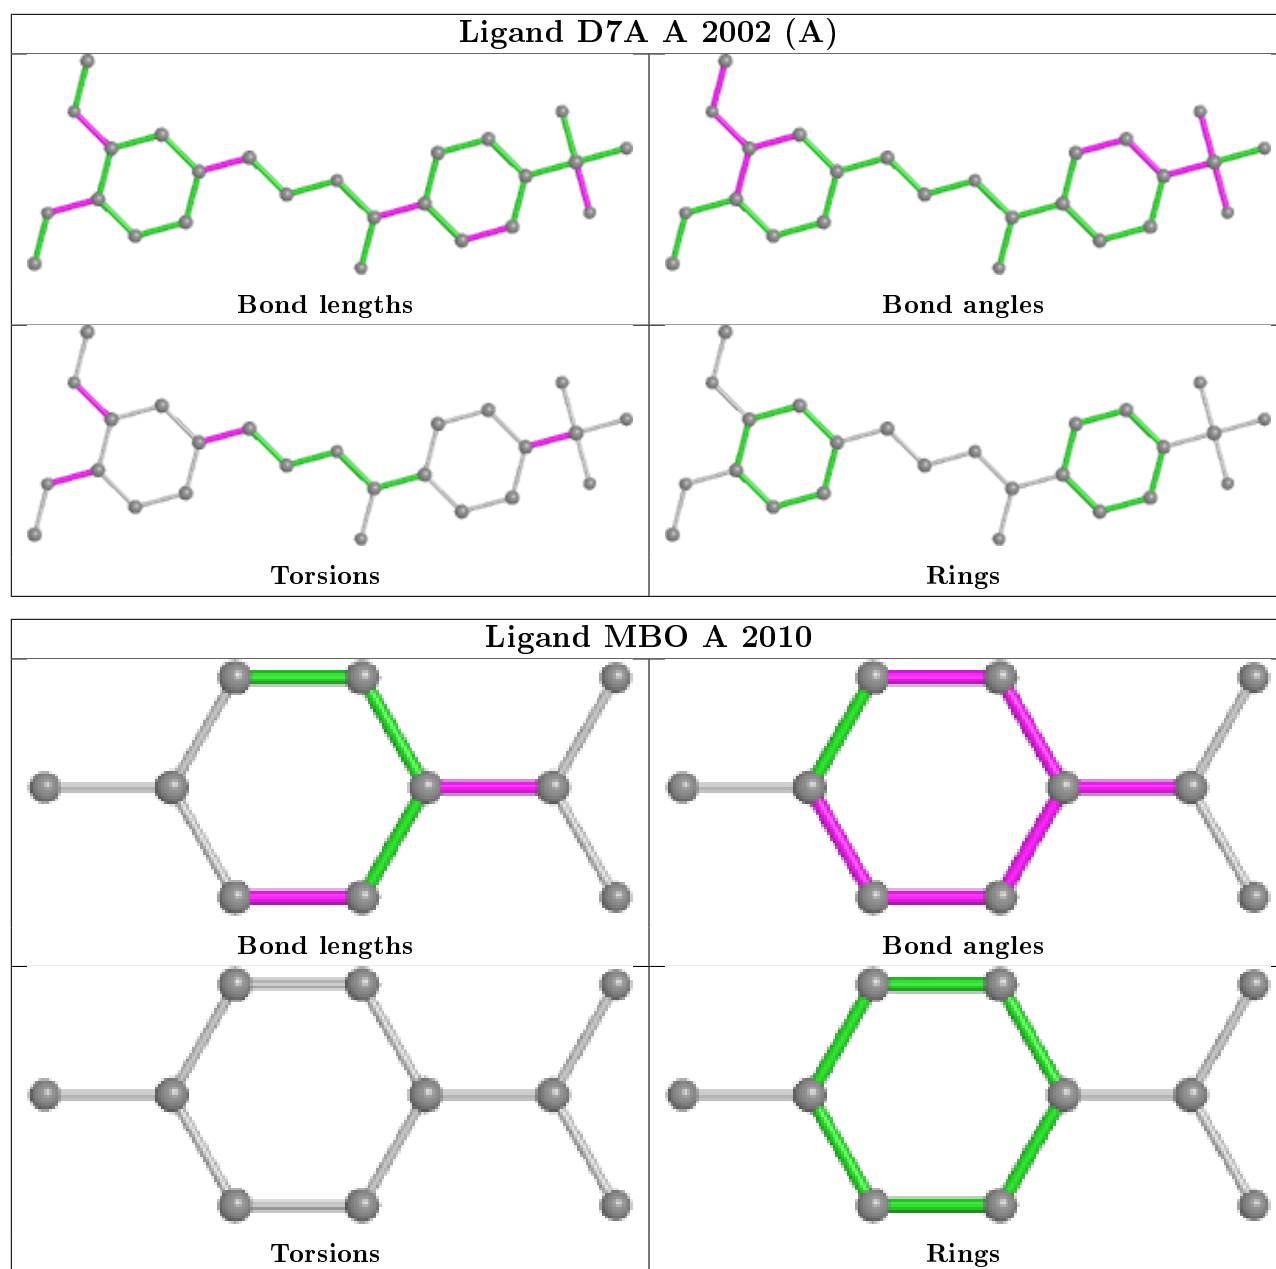 Ligand D7A A 2002 (A)
Bond lengths
Bond angles
Torsions
Rings
Ligand MBO A 2010
Bond lengths
Bond angles
Torsions
Rings